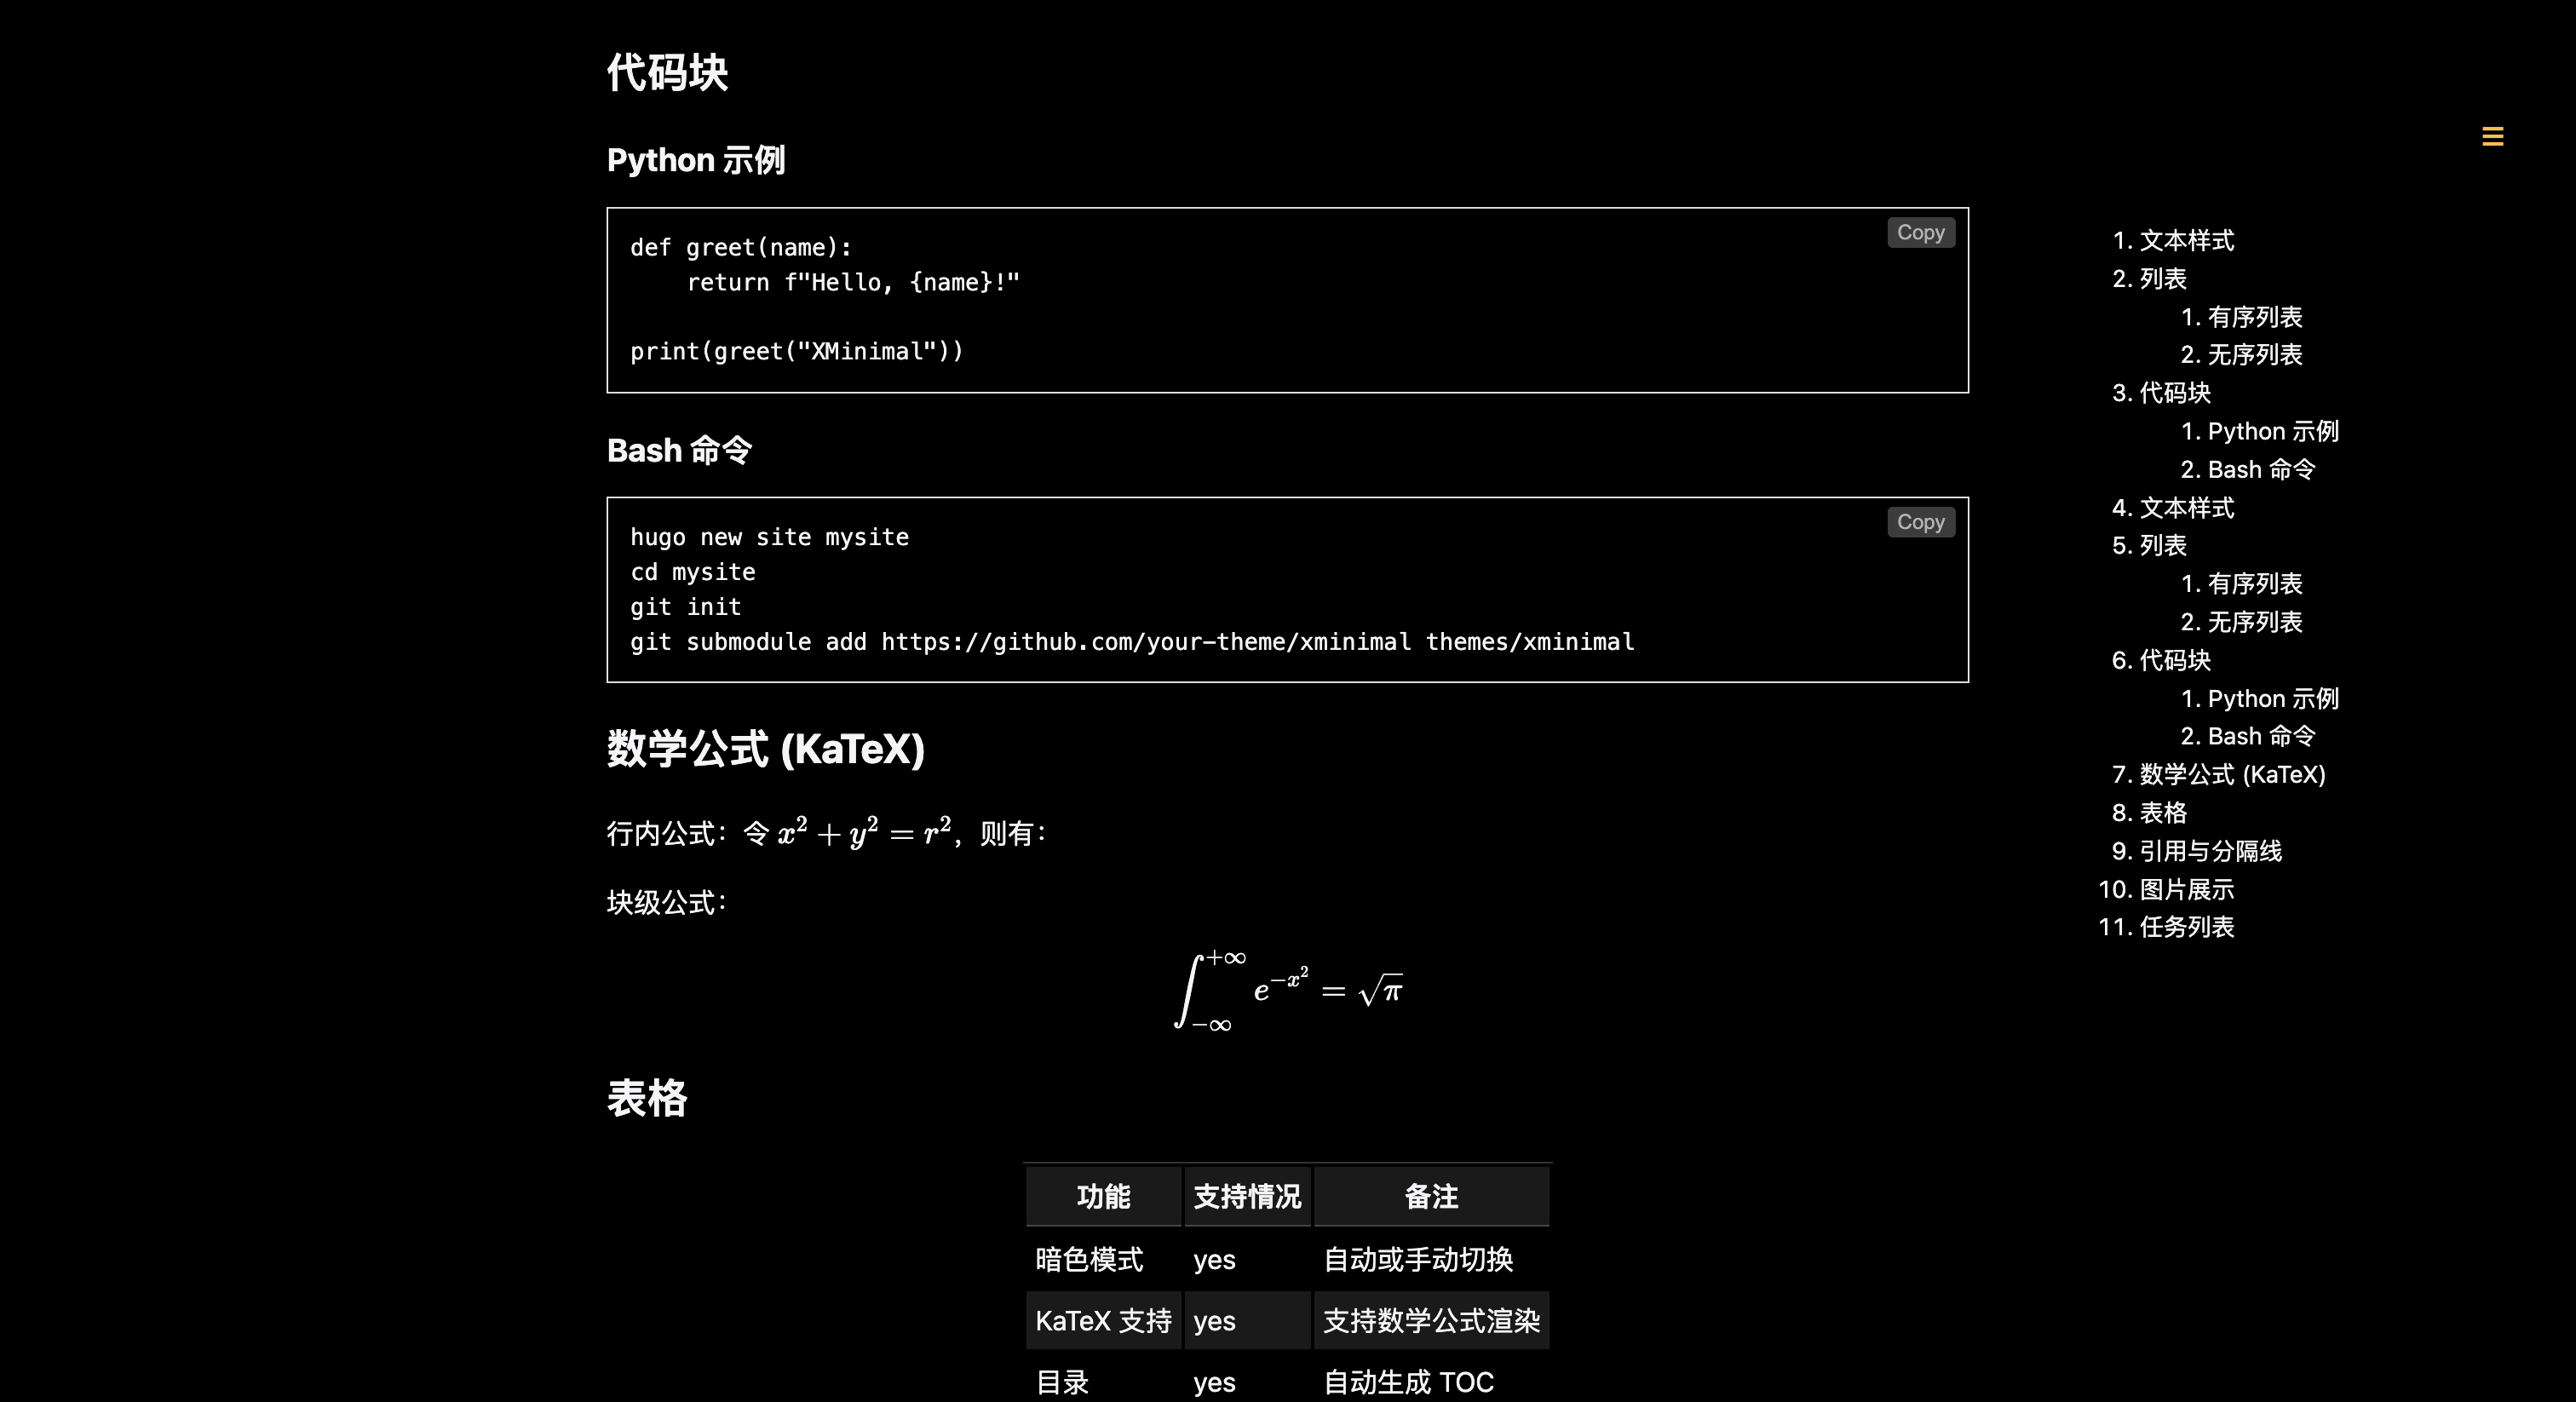 代码块
Python 示例
Copy
def greet(name):
    return f"Hello, {name}!"
print(greet("XMinimal"))
Bash 命令
Copy
hugo new site mysite
cd mysite
git init
git submodule add https://github.com/your-theme/xminimal themes/xminimal
数学公式 (KaTeX)
行内公式：令 x² + y² = r²，则有：
块级公式：
∫_{-∞}^{+∞} e^{-x²} = √π
表格
功能 支持情况 备注
暗色模式 yes 自动或手动切换
KaTeX 支持 yes 支持数学公式渲染
目录 yes 自动生成 TOC
1. 文本样式
2. 列表
1. 有序列表
2. 无序列表
3. 代码块
1. Python 示例
2. Bash 命令
4. 文本样式
5. 列表
1. 有序列表
2. 无序列表
6. 代码块
1. Python 示例
2. Bash 命令
7. 数学公式 (KaTeX)
8. 表格
9. 引用与分隔线
10. 图片展示
11. 任务列表